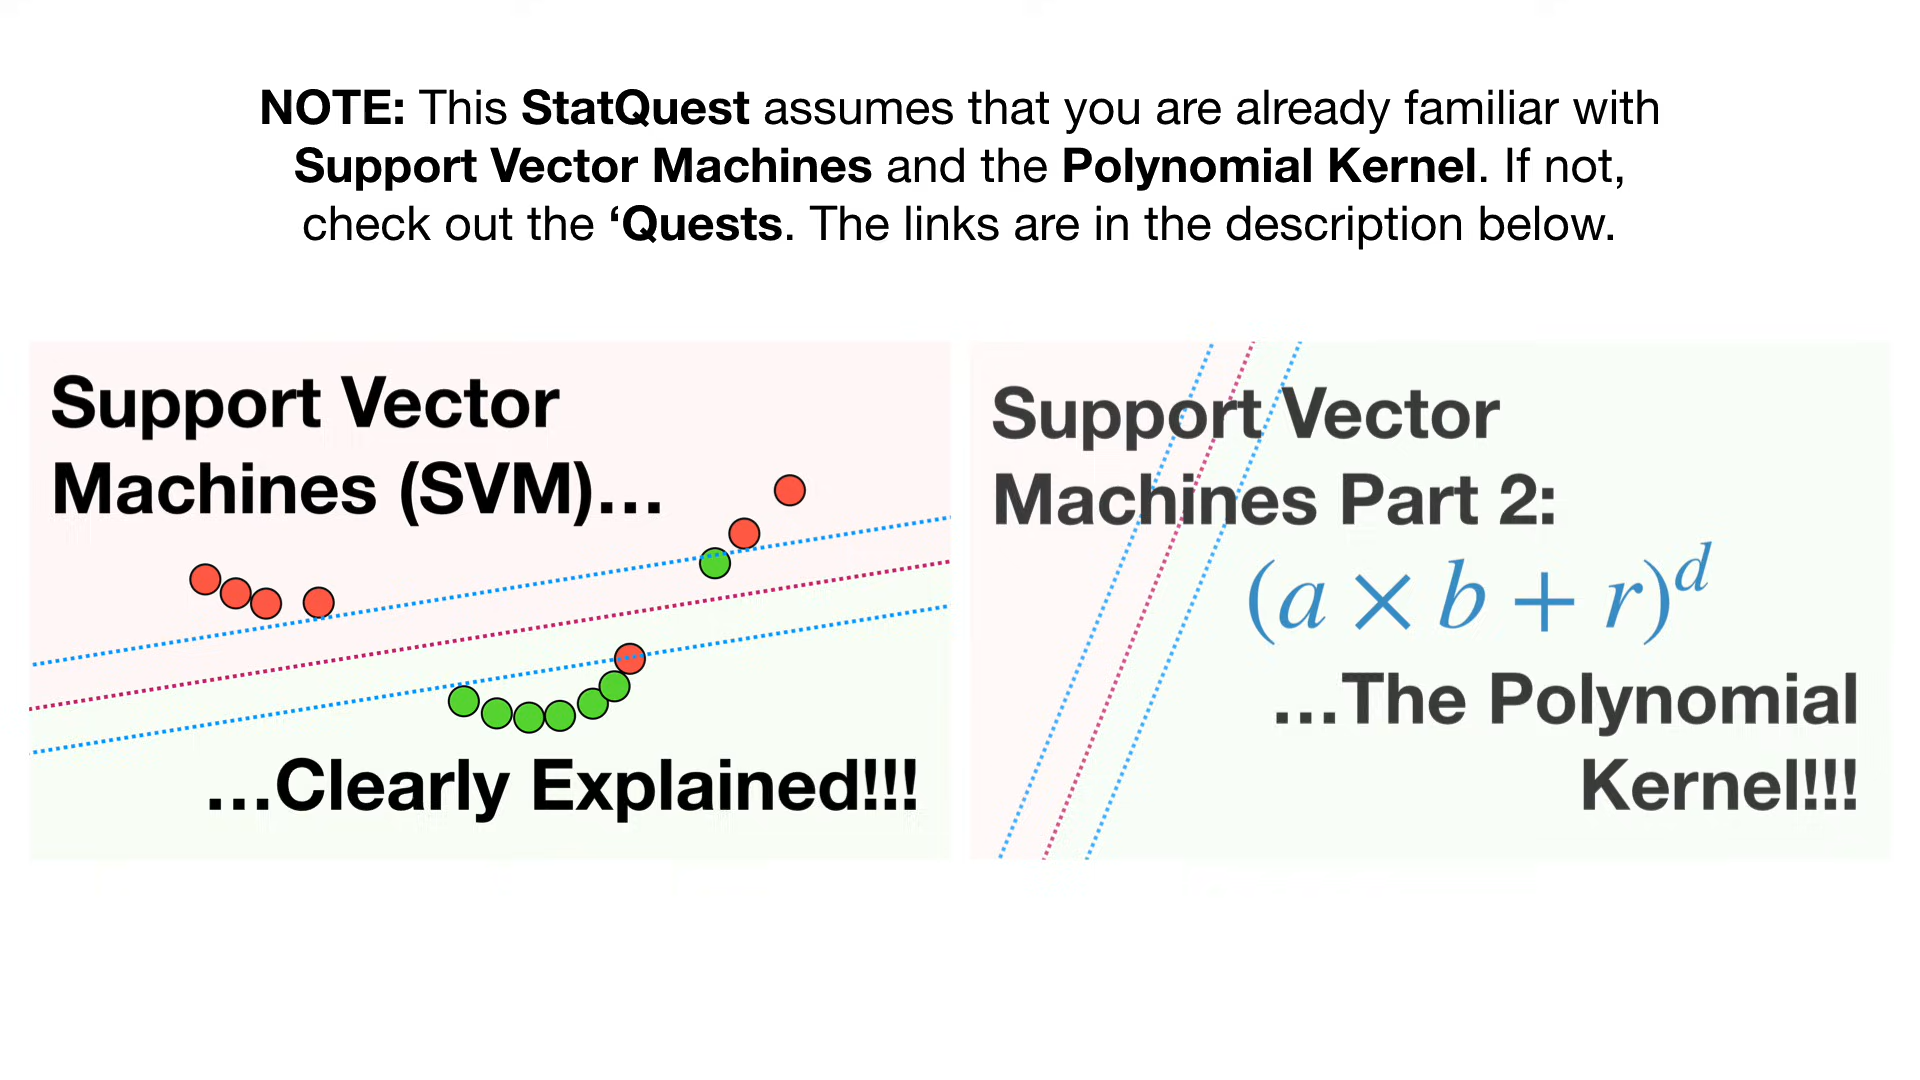 NOTE: This StatQuest assumes that you are already familiar with
Support Vector Machines and the Polynomial Kernel. If not,
check out the ‘Quests. The links are in the description below.
Support Vector
Machines (SVM)…
…Clearly Explained!!!
Support Vector
Machines Part 2:
(a × b + r)^d
…The Polynomial
Kernel!!!